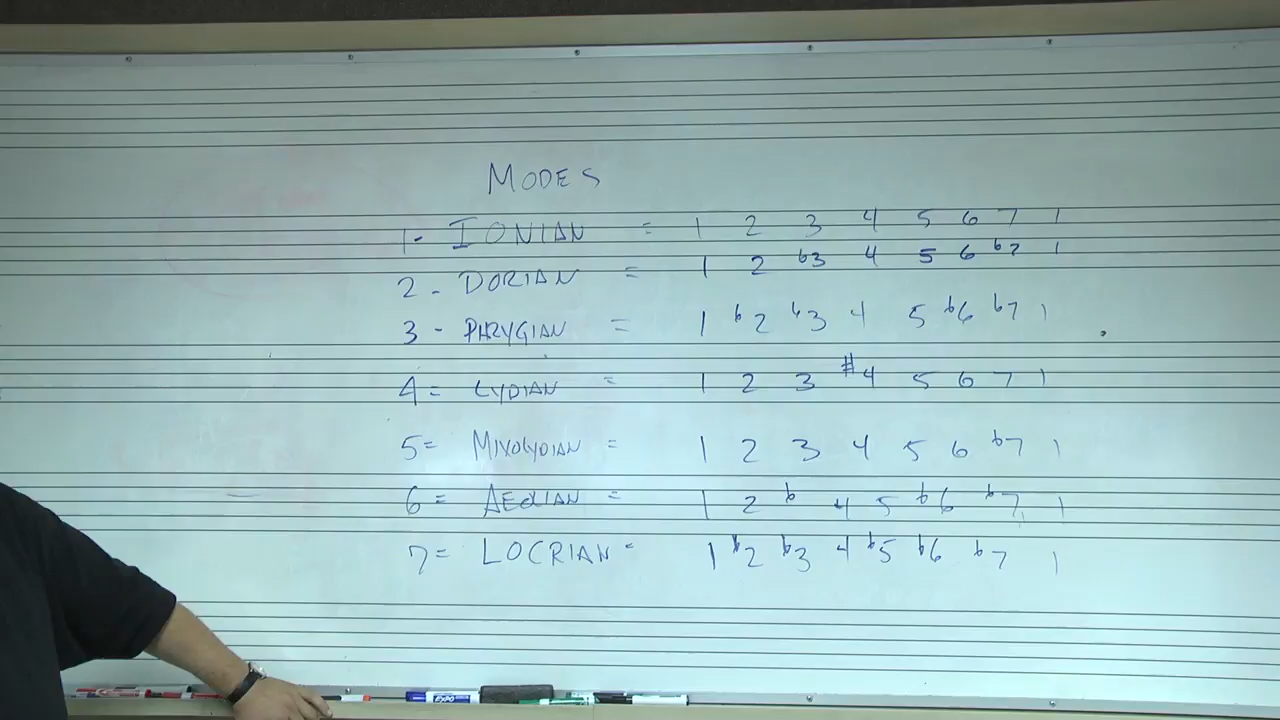 MODES
1- IONIAN = 1 2 3 4 5 6 7 1
2- DORIAN = 1 2 b3 4 5 6 b7 1
3- PHRYGIAN = 1 b2 b3 4 5 b6 b7 1
4= LYDIAN = 1 2 3 #4 5 6 7 1
5= MIXOLYDIAN = 1 2 3 4 5 6 b7 1
6= AEOLIAN = 1 2 b 4 5 b6 b7 1
7= LOCRIAN = 1 b2 b3 4 b5 b6 b7 1
EXPO